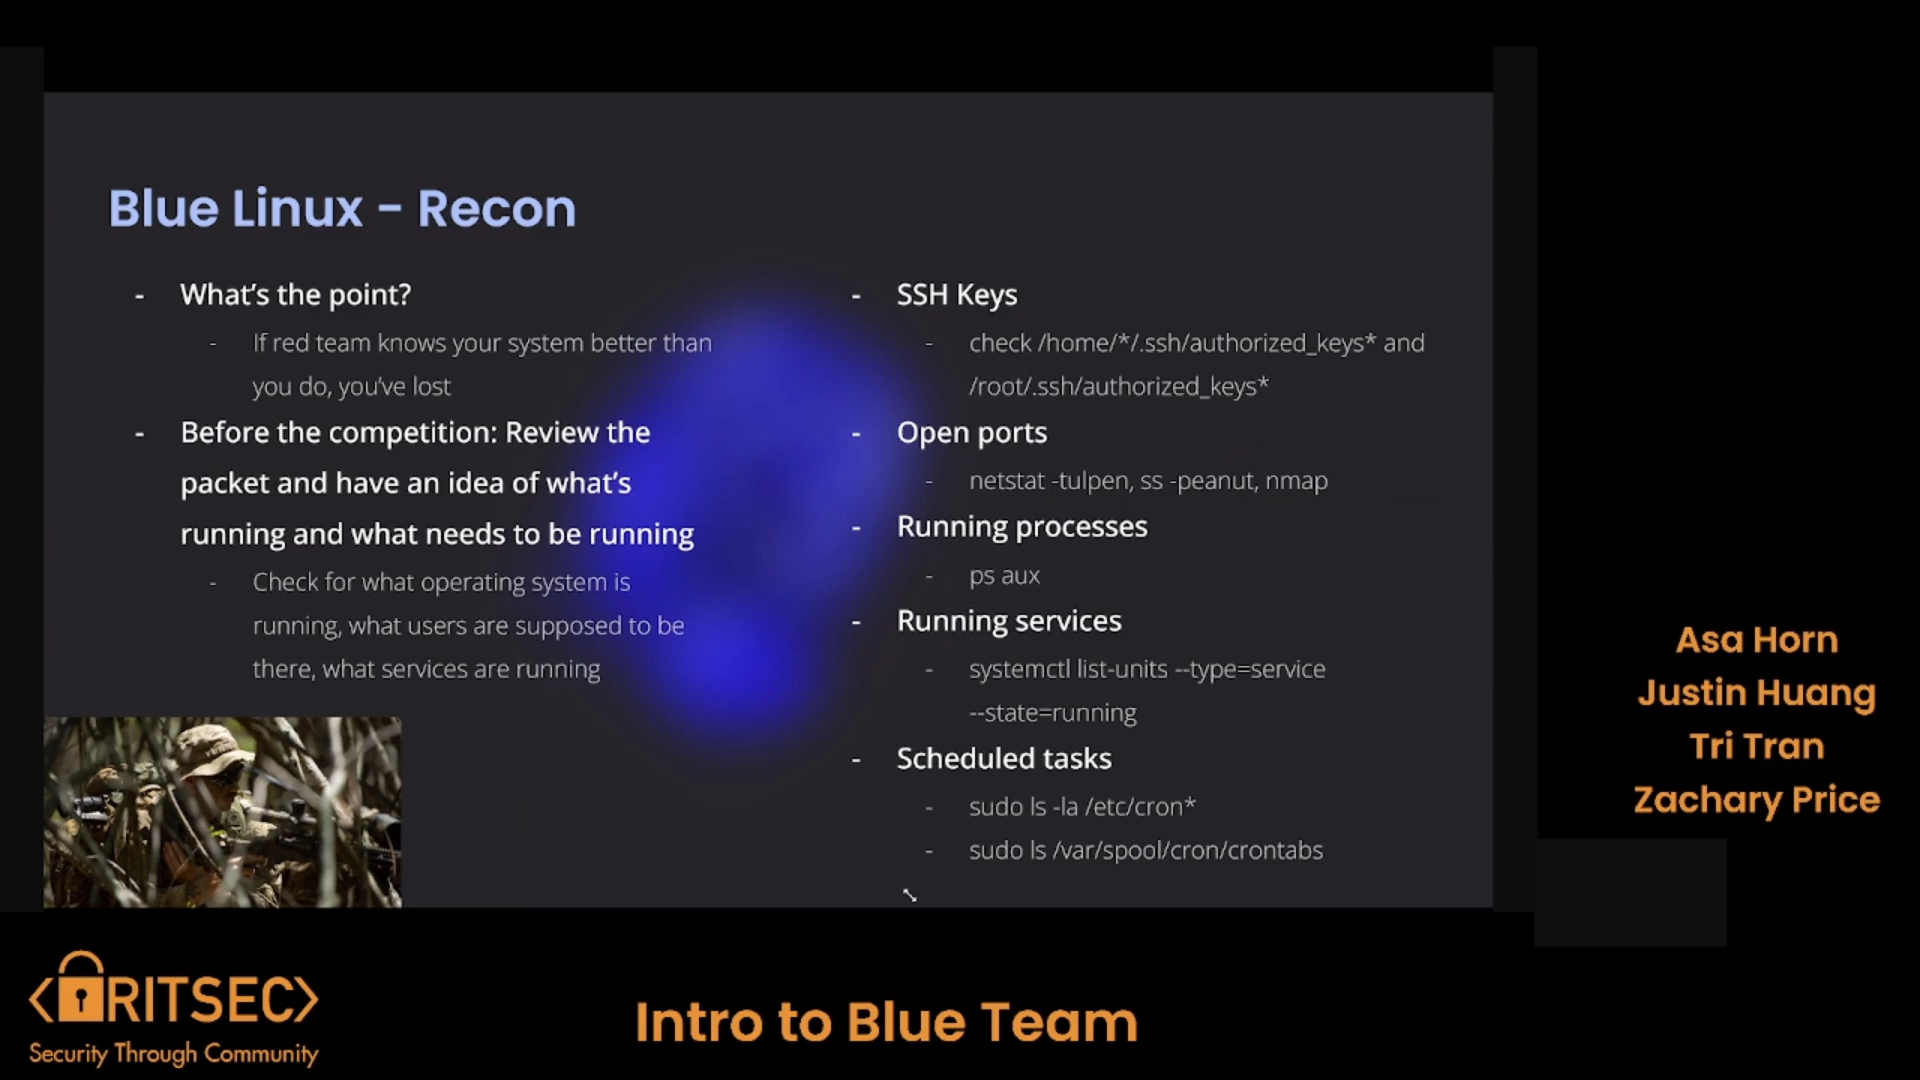 Blue Linux - Recon
- What's the point?
- If red team knows your system better than
you do, you've lost
- Before the competition: Review the
packet and have an idea of what's
running and what needs to be running
- Check for what operating system is
running, what users are supposed to be
there, what services are running
- SSH Keys
- check /home/*/.ssh/authorized_keys* and
/root/.ssh/authorized_keys*
- Open ports
- netstat -tulpen, ss -peanut, nmap
- Running processes
- ps aux
- Running services
- systemctl list-units --type=service
--state=running
- Scheduled tasks
- sudo ls -la /etc/cron*
- sudo ls /var/spool/cron/crontabs
Asa Horn
Justin Huang
Tri Tran
Zachary Price
<RITSEC>
Security Through Community
Intro to Blue Team